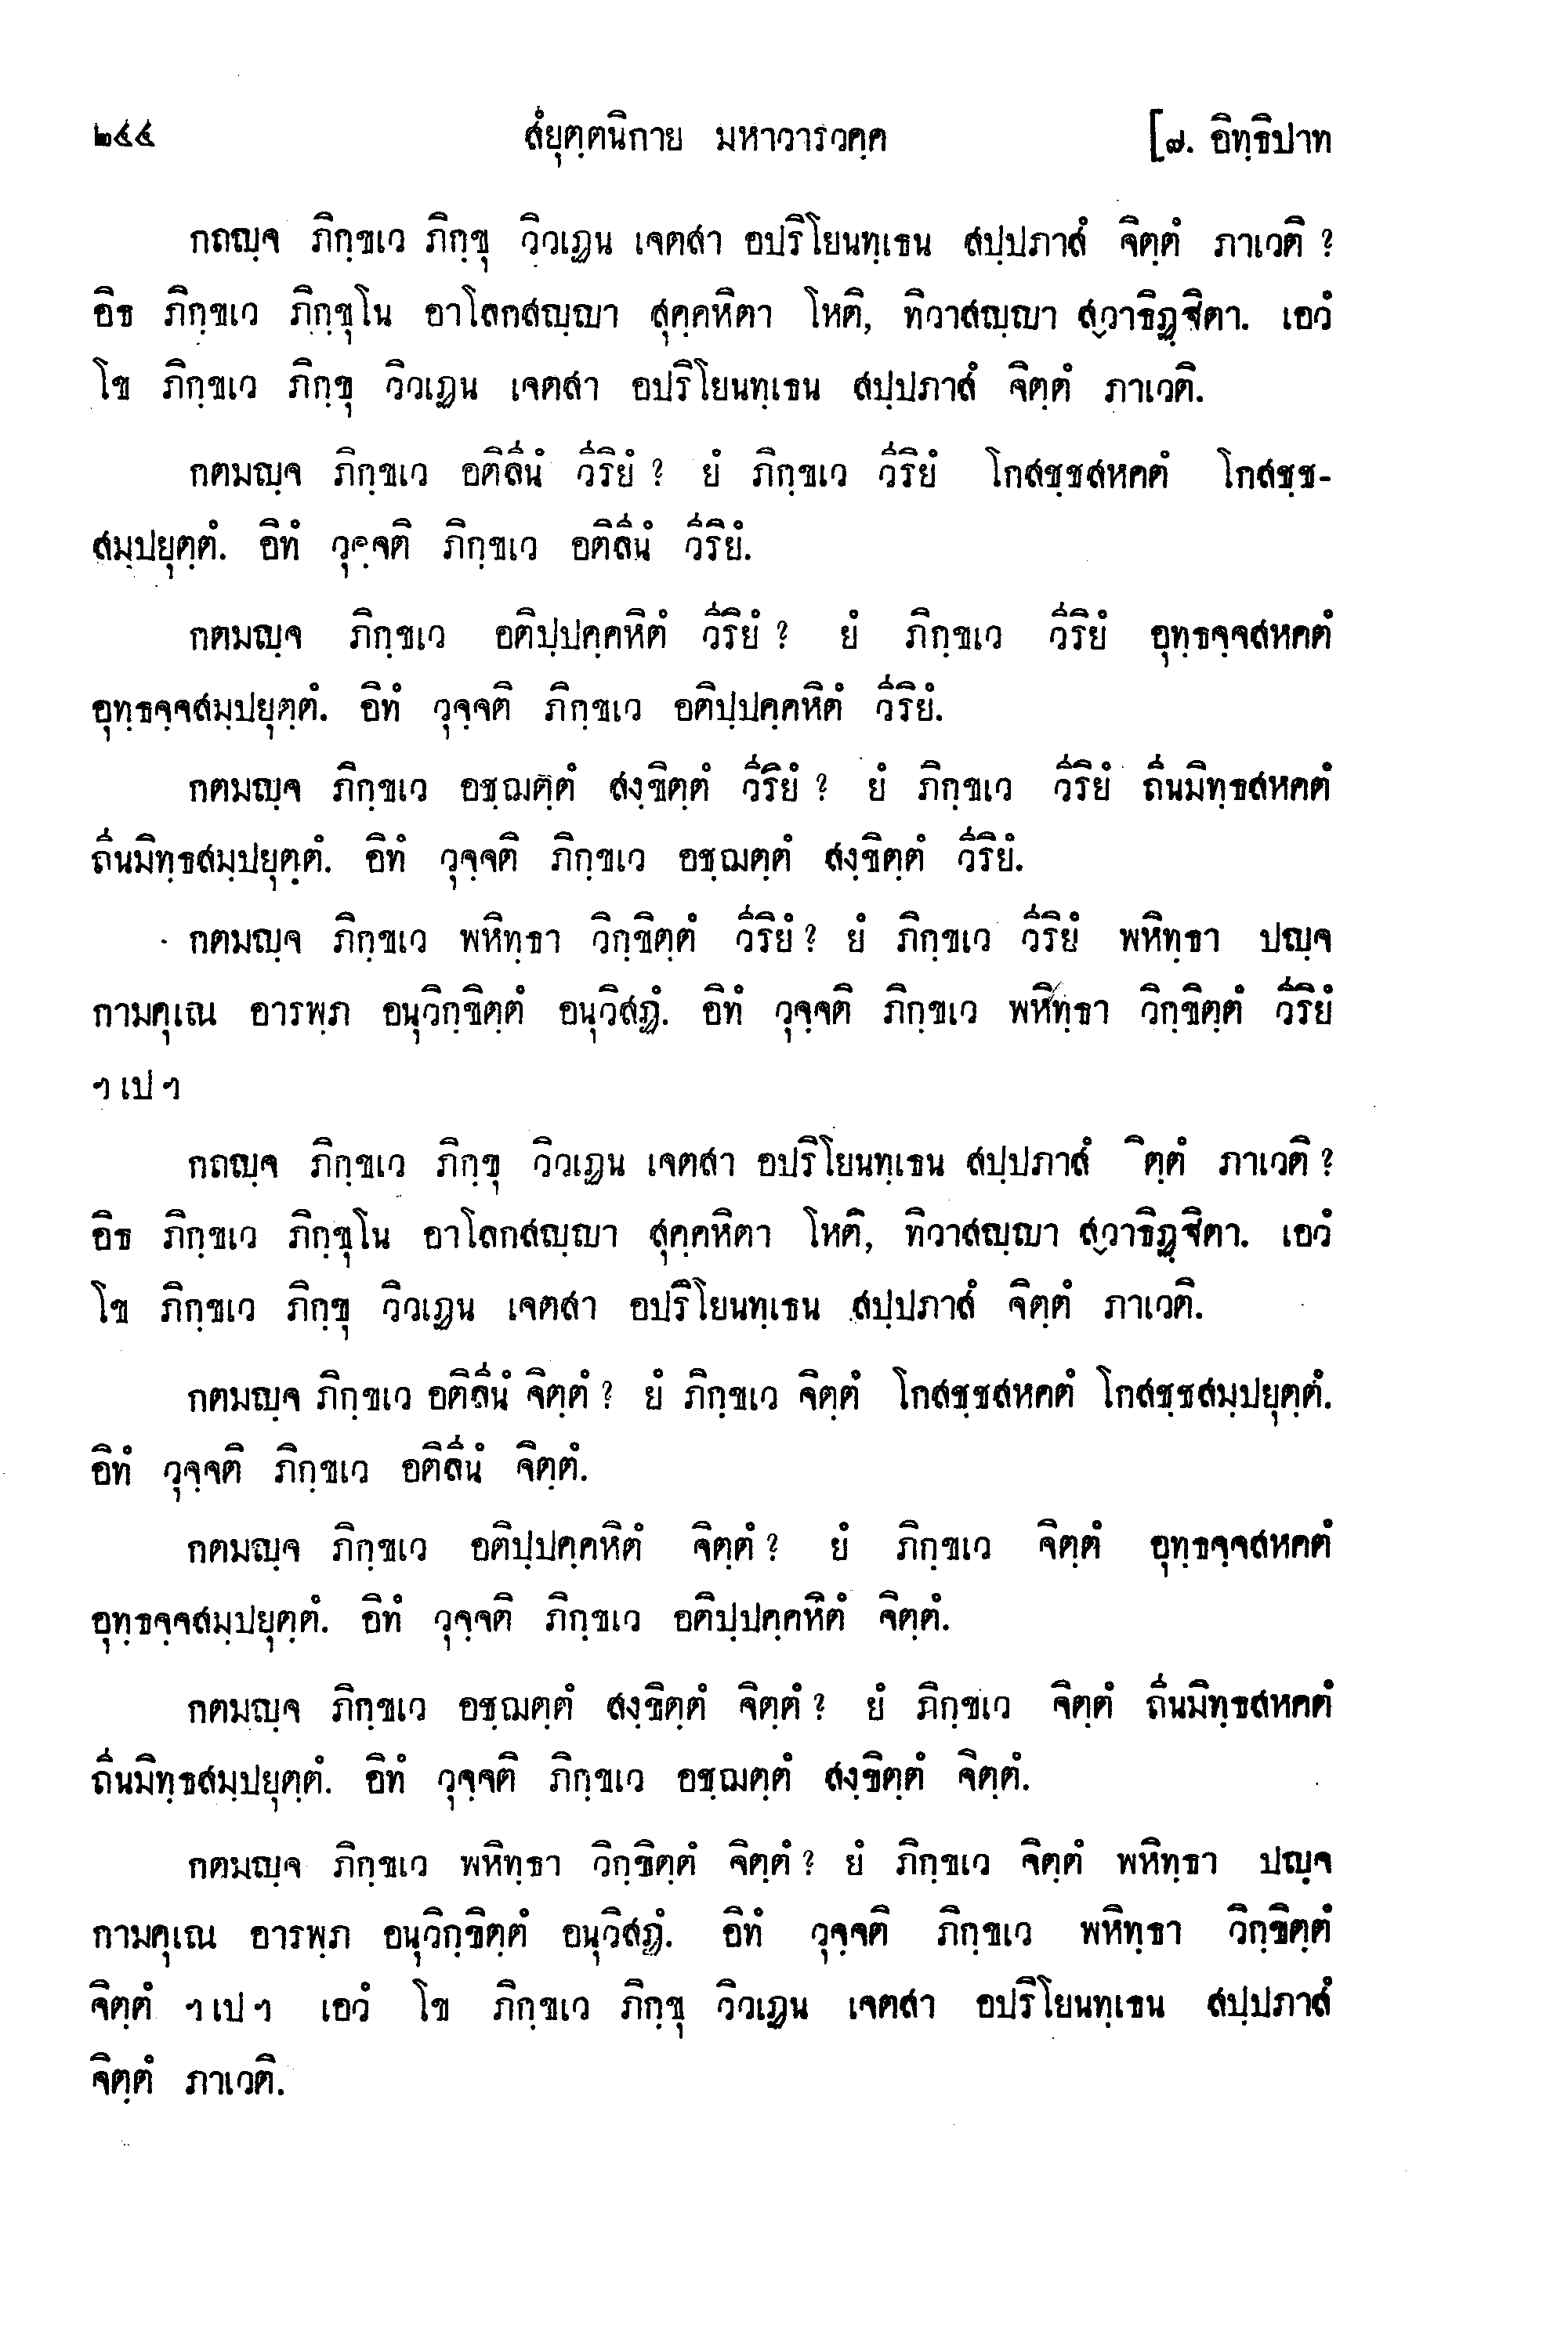 ๒๔๔ สํยุตฺตนิกาย มหาวารวคฺค [๗. อิทฺธิปาท
กถญฺจ ภิกฺขเว ภิกฺขุ วิวเฏน เจตสา อปริโยนทฺเธน สปฺปภาสํ จิตฺตํ ภาเวติ ?
อิธ ภิกฺขเว ภิกฺขุโน อาโลกสญฺญา สุคฺคหิตา โหติ, ทิวาสญฺญา ส๎วาธิฏฺฐิตา. เอวํ
โข ภิกฺขเว ภิกฺขุ วิวเฏน เจตสา อปริโยนทฺเธน สปฺปภาสํ จิตฺตํ ภาเวติ.
กตมญฺจ ภิกฺขเว อติลีนํ วีริยํ ? ยํ ภิกฺขเว วีริยํ โกสชฺชสหคตํ โกสชฺช-
สมฺปยุตฺตํ. อิทํ วุจฺจติ ภิกฺขเว อติลีนํ วีริยํ.
กตมญฺจ ภิกฺขเว อติปฺปคฺคหิตํ วีริยํ ? ยํ ภิกฺขเว วีริยํ อุทฺธจฺจสหคตํ
อุทฺธจฺจสมฺปยุตฺตํ. อิทํ วุจฺจติ ภิกฺขเว อติปฺปคฺคหิตํ วีริยํ.
กตมญฺจ ภิกฺขเว อชฺฌตฺตํ สงฺขิตฺตํ วีริยํ ? ยํ ภิกฺขเว วีริยํ ถีนมิทฺธสหคตํ
ถีนมิทฺธสมฺปยุตฺตํ. อิทํ วุจฺจติ ภิกฺขเว อชฺฌตฺตํ สงฺขิตฺตํ วีริยํ.
กตมญฺจ ภิกฺขเว พหิทฺธา วิกฺขิตฺตํ วีริยํ ? ยํ ภิกฺขเว วีริยํ พหิทฺธา ปญฺจ
กามคุเณ อารพฺภ อนุวิกฺขิตฺตํ อนุวิสฏํ. อิทํ วุจฺจติ ภิกฺขเว พหิทฺธา วิกฺขิตฺตํ วีริยํ
ฯ เป ฯ
กถญฺจ ภิกฺขเว ภิกฺขุ วิวเฏน เจตสา อปริโยนทฺเธน สปฺปภาสํ ิตฺตํ ภาเวติ ?
อิธ ภิกฺขเว ภิกฺขุโน อาโลกสญฺญา สุคฺคหิตา โหติ, ทิวาสญฺญา ส๎วาธิฏฺฐิตา. เอวํ
โข ภิกฺขเว ภิกฺขุ วิวเฏน เจตสา อปริโยนทฺเธน สปฺปภาสํ จิตฺตํ ภาเวติ.
กตมญฺจ ภิกฺขเว อติลีนํ จิตฺตํ ? ยํ ภิกฺขเว จิตฺตํ โกสชฺชสหคตํ โกสชฺชสมฺปยุตฺตํ.
อิทํ วุจฺจติ ภิกฺขเว อติลีนํ จิตฺตํ.
กตมญฺจ ภิกฺขเว อติปฺปคฺคหิตํ จิตฺตํ ? ยํ ภิกฺขเว จิตฺตํ อุทฺธจฺจสหคตํ
อุทฺธจฺจสมฺปยุตฺตํ. อิทํ วุจฺจติ ภิกฺขเว อติปฺปคฺคหิตํ จิตฺตํ.
กตมญฺจ ภิกฺขเว อชฺฌตฺตํ สงฺขิตฺตํ จิตฺตํ ? ยํ ภิกฺขเว จิตฺตํ ถีนมิทฺธสหคตํ
ถีนมิทฺธสมฺปยุตฺตํ. อิทํ วุจฺจติ ภิกฺขเว อชฺฌตฺตํ สงฺขิตฺตํ จิตฺตํ.
กตมญฺจ ภิกฺขเว พหิทฺธา วิกฺขิตฺตํ จิตฺตํ ? ยํ ภิกฺขเว จิตฺตํ พหิทฺธา ปญฺจ
กามคุเณ อารพฺภ อนุวิกฺขิตฺตํ อนุวิสฏํ. อิทํ วุจฺจติ ภิกฺขเว พหิทฺธา วิกฺขิตฺตํ
จิตฺตํ ฯ เป ฯ เอวํ โข ภิกฺขเว ภิกฺขุ วิวเฏน เจตสา อปริโยนทฺเธน สปฺปภาสํ
จิตฺตํ ภาเวติ.